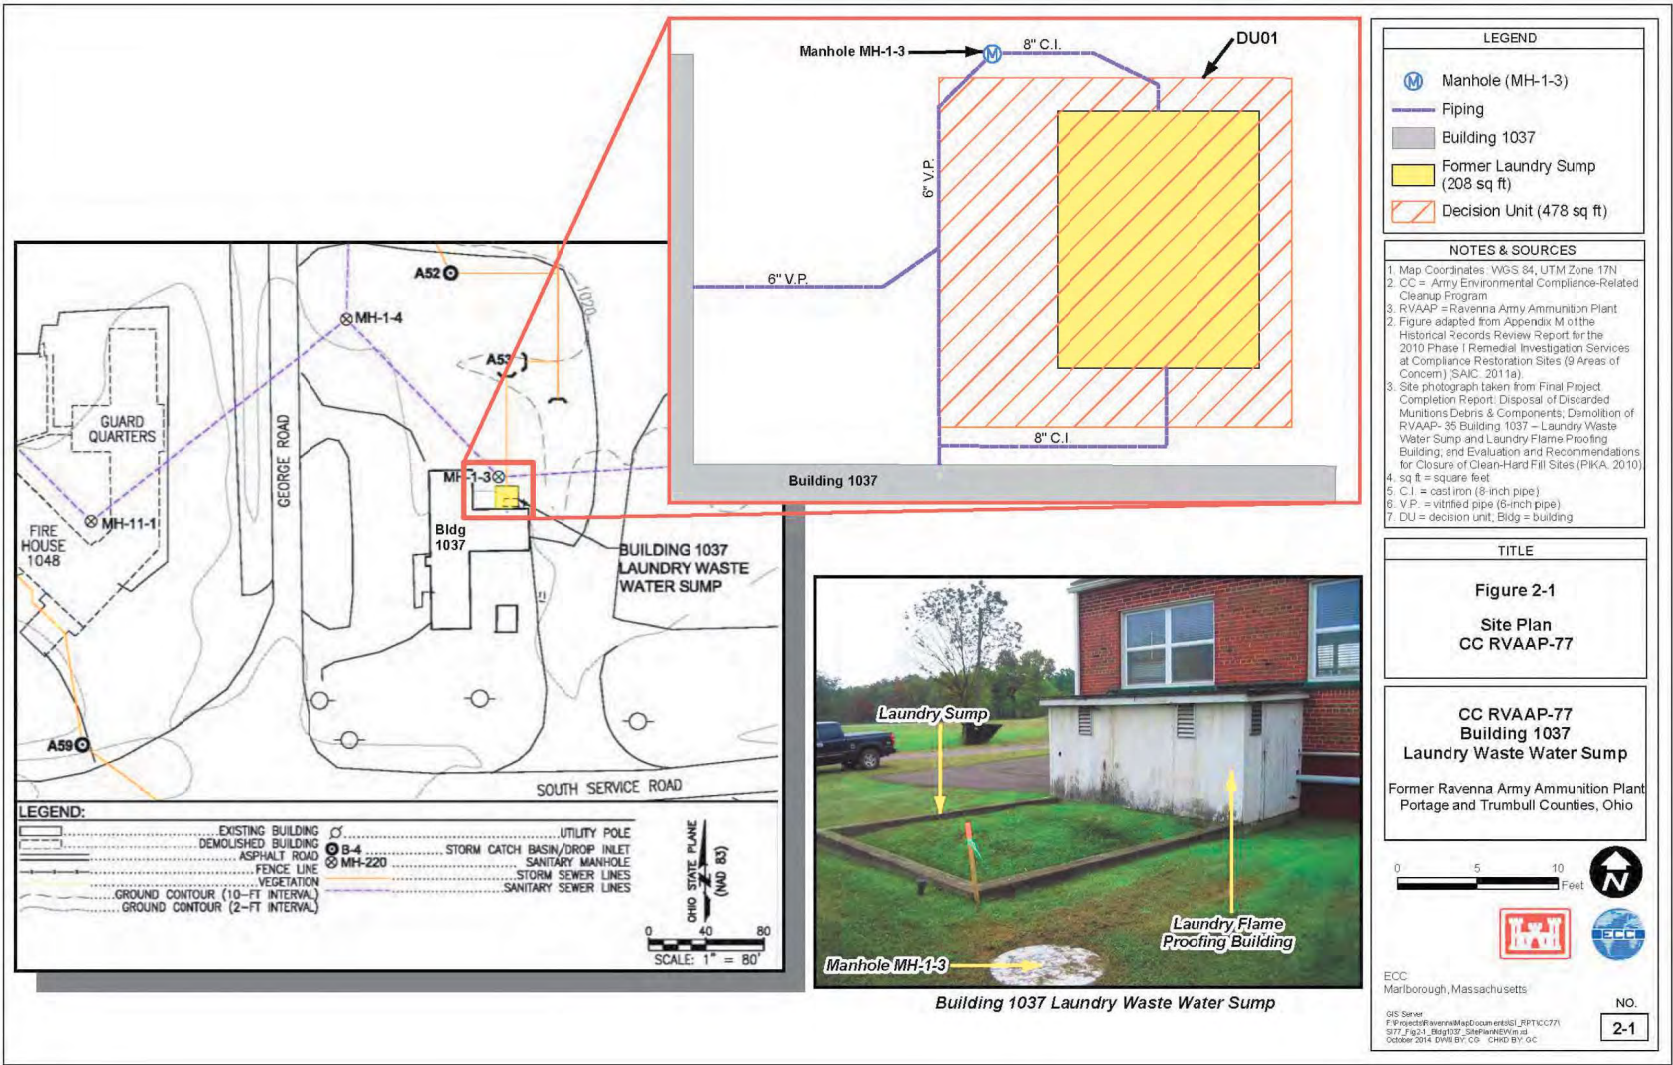 Manhole MH-1-3
8" C.I.
DU01
6" V.P.
6" V.P.
8" C.I.
Building 1037
A52
1020
MH-1-4
A53
GUARD
QUARTERS
GEORGE ROAD
MH-1-3
MH-11-1
FIRE
HOUSE
1048
Bldg
1037
BUILDING 1037
LAUNDRY WASTE
WATER SUMP
A59
SOUTH SERVICE ROAD
LEGEND:
EXISTING BUILDING
DEMOLISHED BUILDING
ASPHALT ROAD
FENCE LINE
VEGETATION
GROUND CONTOUR (10-FT INTERVAL)
GROUND CONTOUR (2-FT INTERVAL)
UTILITY POLE
B-4 STORM CATCH BASIN/DROP INLET
MH-220 SANITARY MANHOLE
STORM SEWER LINES
SANITARY SEWER LINES
OHIO STATE PLANE
(NAD 83)
N
0 40 80
SCALE: 1" = 80'
Laundry Sump
Laundry Flame
Proofing Building
Manhole MH-1-3
Building 1037 Laundry Waste Water Sump
LEGEND
M Manhole (MH-1-3)
Piping
Building 1037
Former Laundry Sump
(208 sq ft)
Decision Unit (478 sq ft)
NOTES & SOURCES
1. Map Coordinates: WGS 84, UTM Zone 17N
2. CC = Army Environmental Compliance-Related
Cleanup Program
3. RVAAP = Ravenna Army Ammunition Plant
2. Figure adapted from Appendix M of the
Historical Records Review Report for the
2010 Phase I Remedial Investigation Services
at Compliance Restoration Sites (9 Areas of
Concern) (SAIC, 2011a).
3. Site photograph taken from Final Project
Completion Report: Disposal of Discarded
Munitions Debris & Components; Demolition of
RVAAP- 35 Building 1037 – Laundry Waste
Water Sump and Laundry Flame Proofing
Building; and Evaluation and Recommendations
for Closure of Clean-Hard Fill Sites (PIKA, 2010).
4. sq ft = square feet
5. C.I. = cast iron (8-inch pipe)
6. V.P. = vitrified pipe (6-inch pipe)
7. DU = decision unit; Bldg = building
TITLE
Figure 2-1
Site Plan
CC RVAAP-77
CC RVAAP-77
Building 1037
Laundry Waste Water Sump
Former Ravenna Army Ammunition Plant
Portage and Trumbull Counties, Ohio
0 5 10
Feet
N
ECC
ECC
Marlborough, Massachusetts
GIS Server
October 2014 DWN BY: CG CHKD BY: GC
NO.
2-1